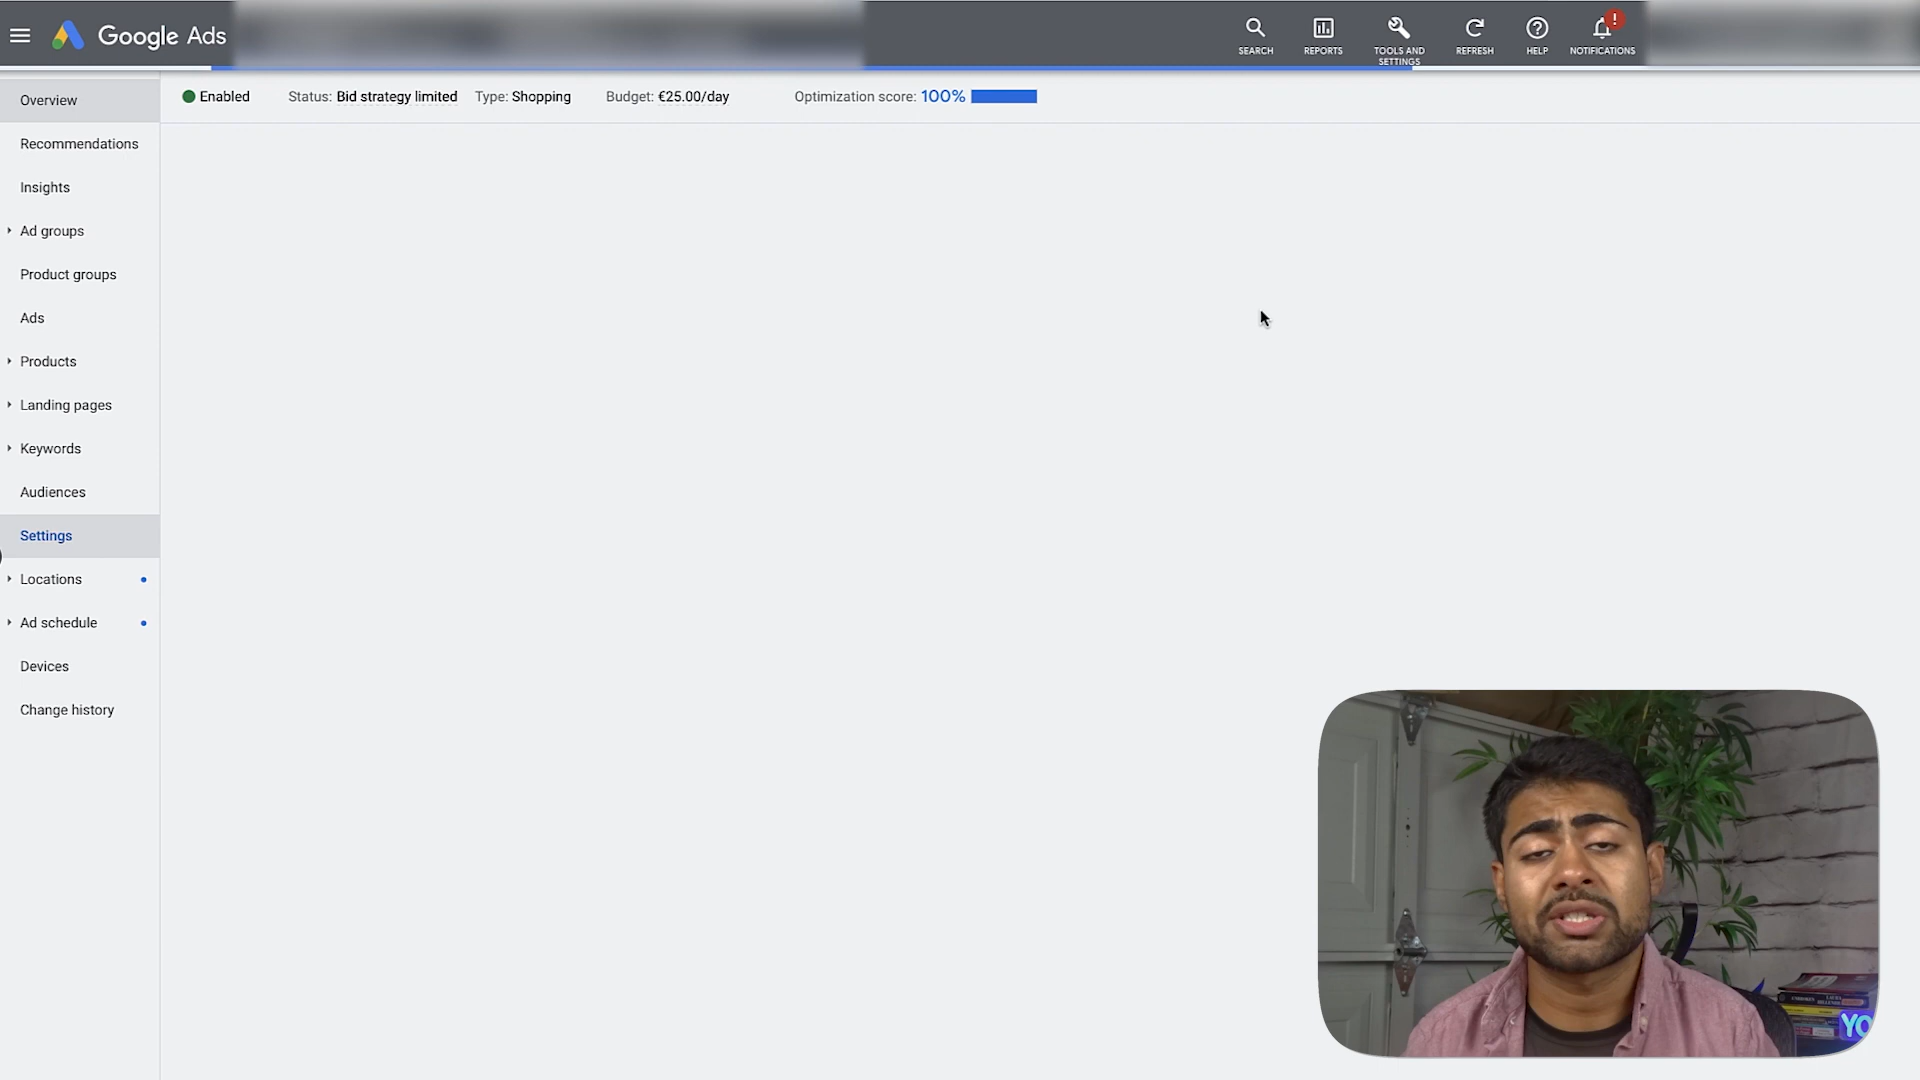 Google Ads
SEARCH
REPORTS
TOOLS AND
SETTINGS
REFRESH
HELP
!
NOTIFICATIONS
Enabled
Status: Bid strategy limited
Type: Shopping
Budget: €25.00/day
Optimization score: 100%
Overview
Recommendations
Insights
Ad groups
Product groups
Ads
Products
Landing pages
Keywords
Audiences
Settings
Locations
Ad schedule
Devices
Change history
YO